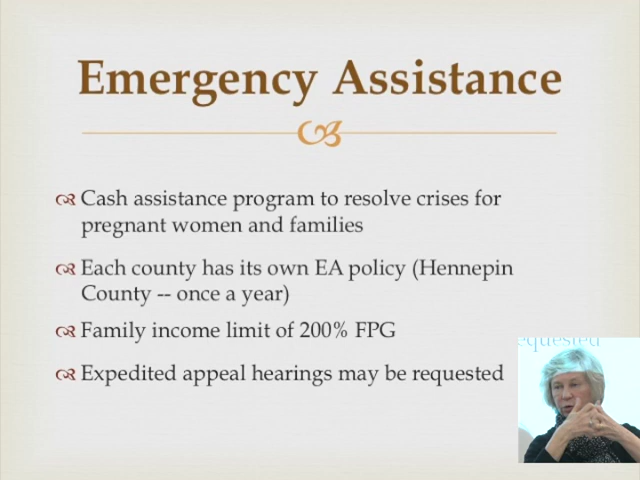 Emergency Assistance
Cash assistance program to resolve crises for
pregnant women and families
Each county has its own EA policy (Hennepin
County -- once a year)
Family income limit of 200% FPG
equested
Expedited appeal hearings may be requested